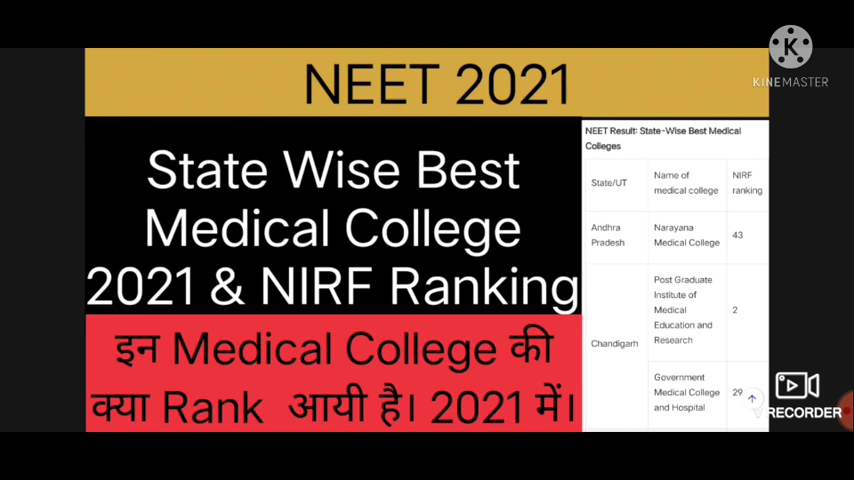 NEET 2021
State Wise Best
Medical College
2021 & NIRF Ranking
इन Medical College की
क्या Rank आयी है। 2021 में।
NEET Result: State-Wise Best Medical
Colleges
State/UT
Name of
medical college
NIRF
ranking
Andhra
Pradesh
Narayana
Medical College
43
Chandigarh
Post Graduate
Institute of
Medical
Education and
Research
2
Government
Medical College
and Hospital
29
K
KINEMASTER
RECORDER